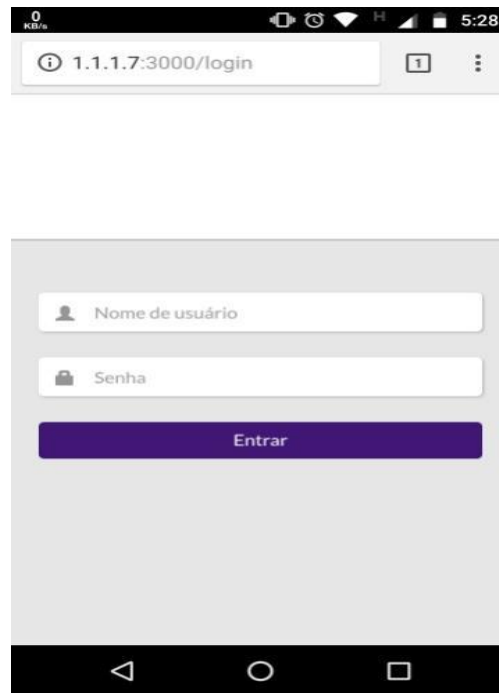 0
KB/s
H
5:28
1.1.1.7:3000/login
1
Nome de usuário
Senha
Entrar